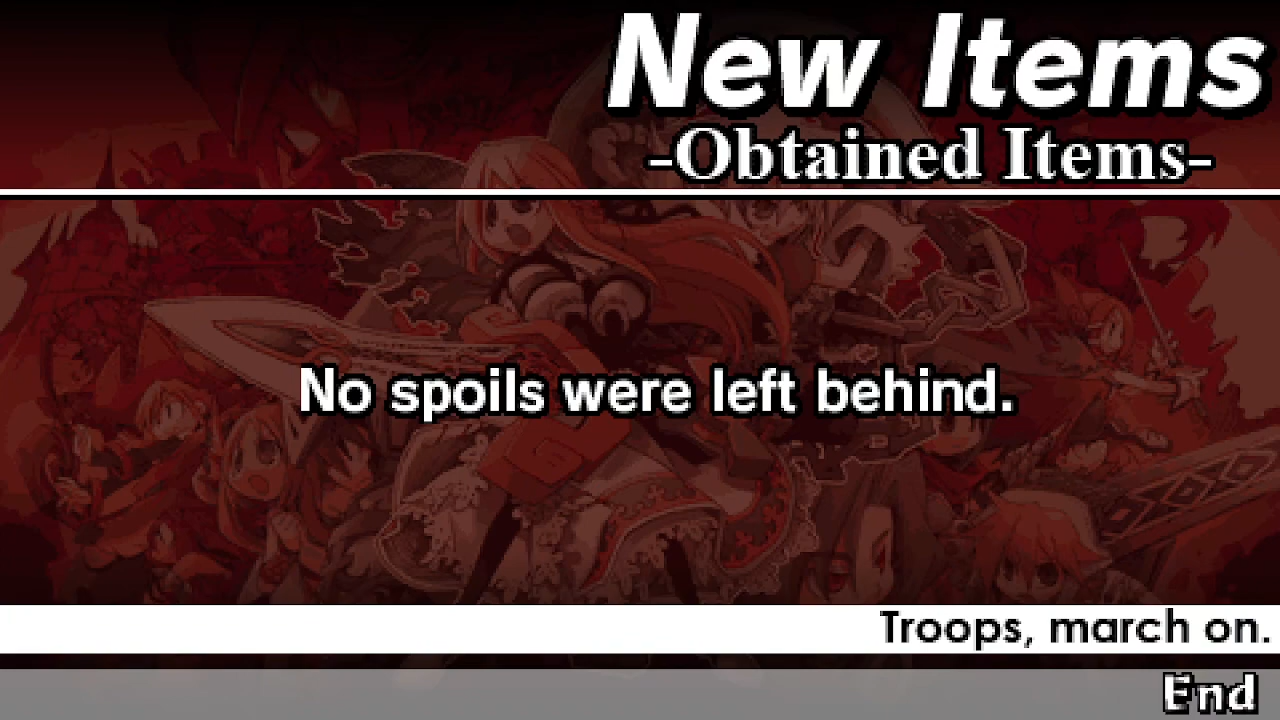 New Items
-Obtained Items-
No spoils were left behind.
Troops, march on.
End